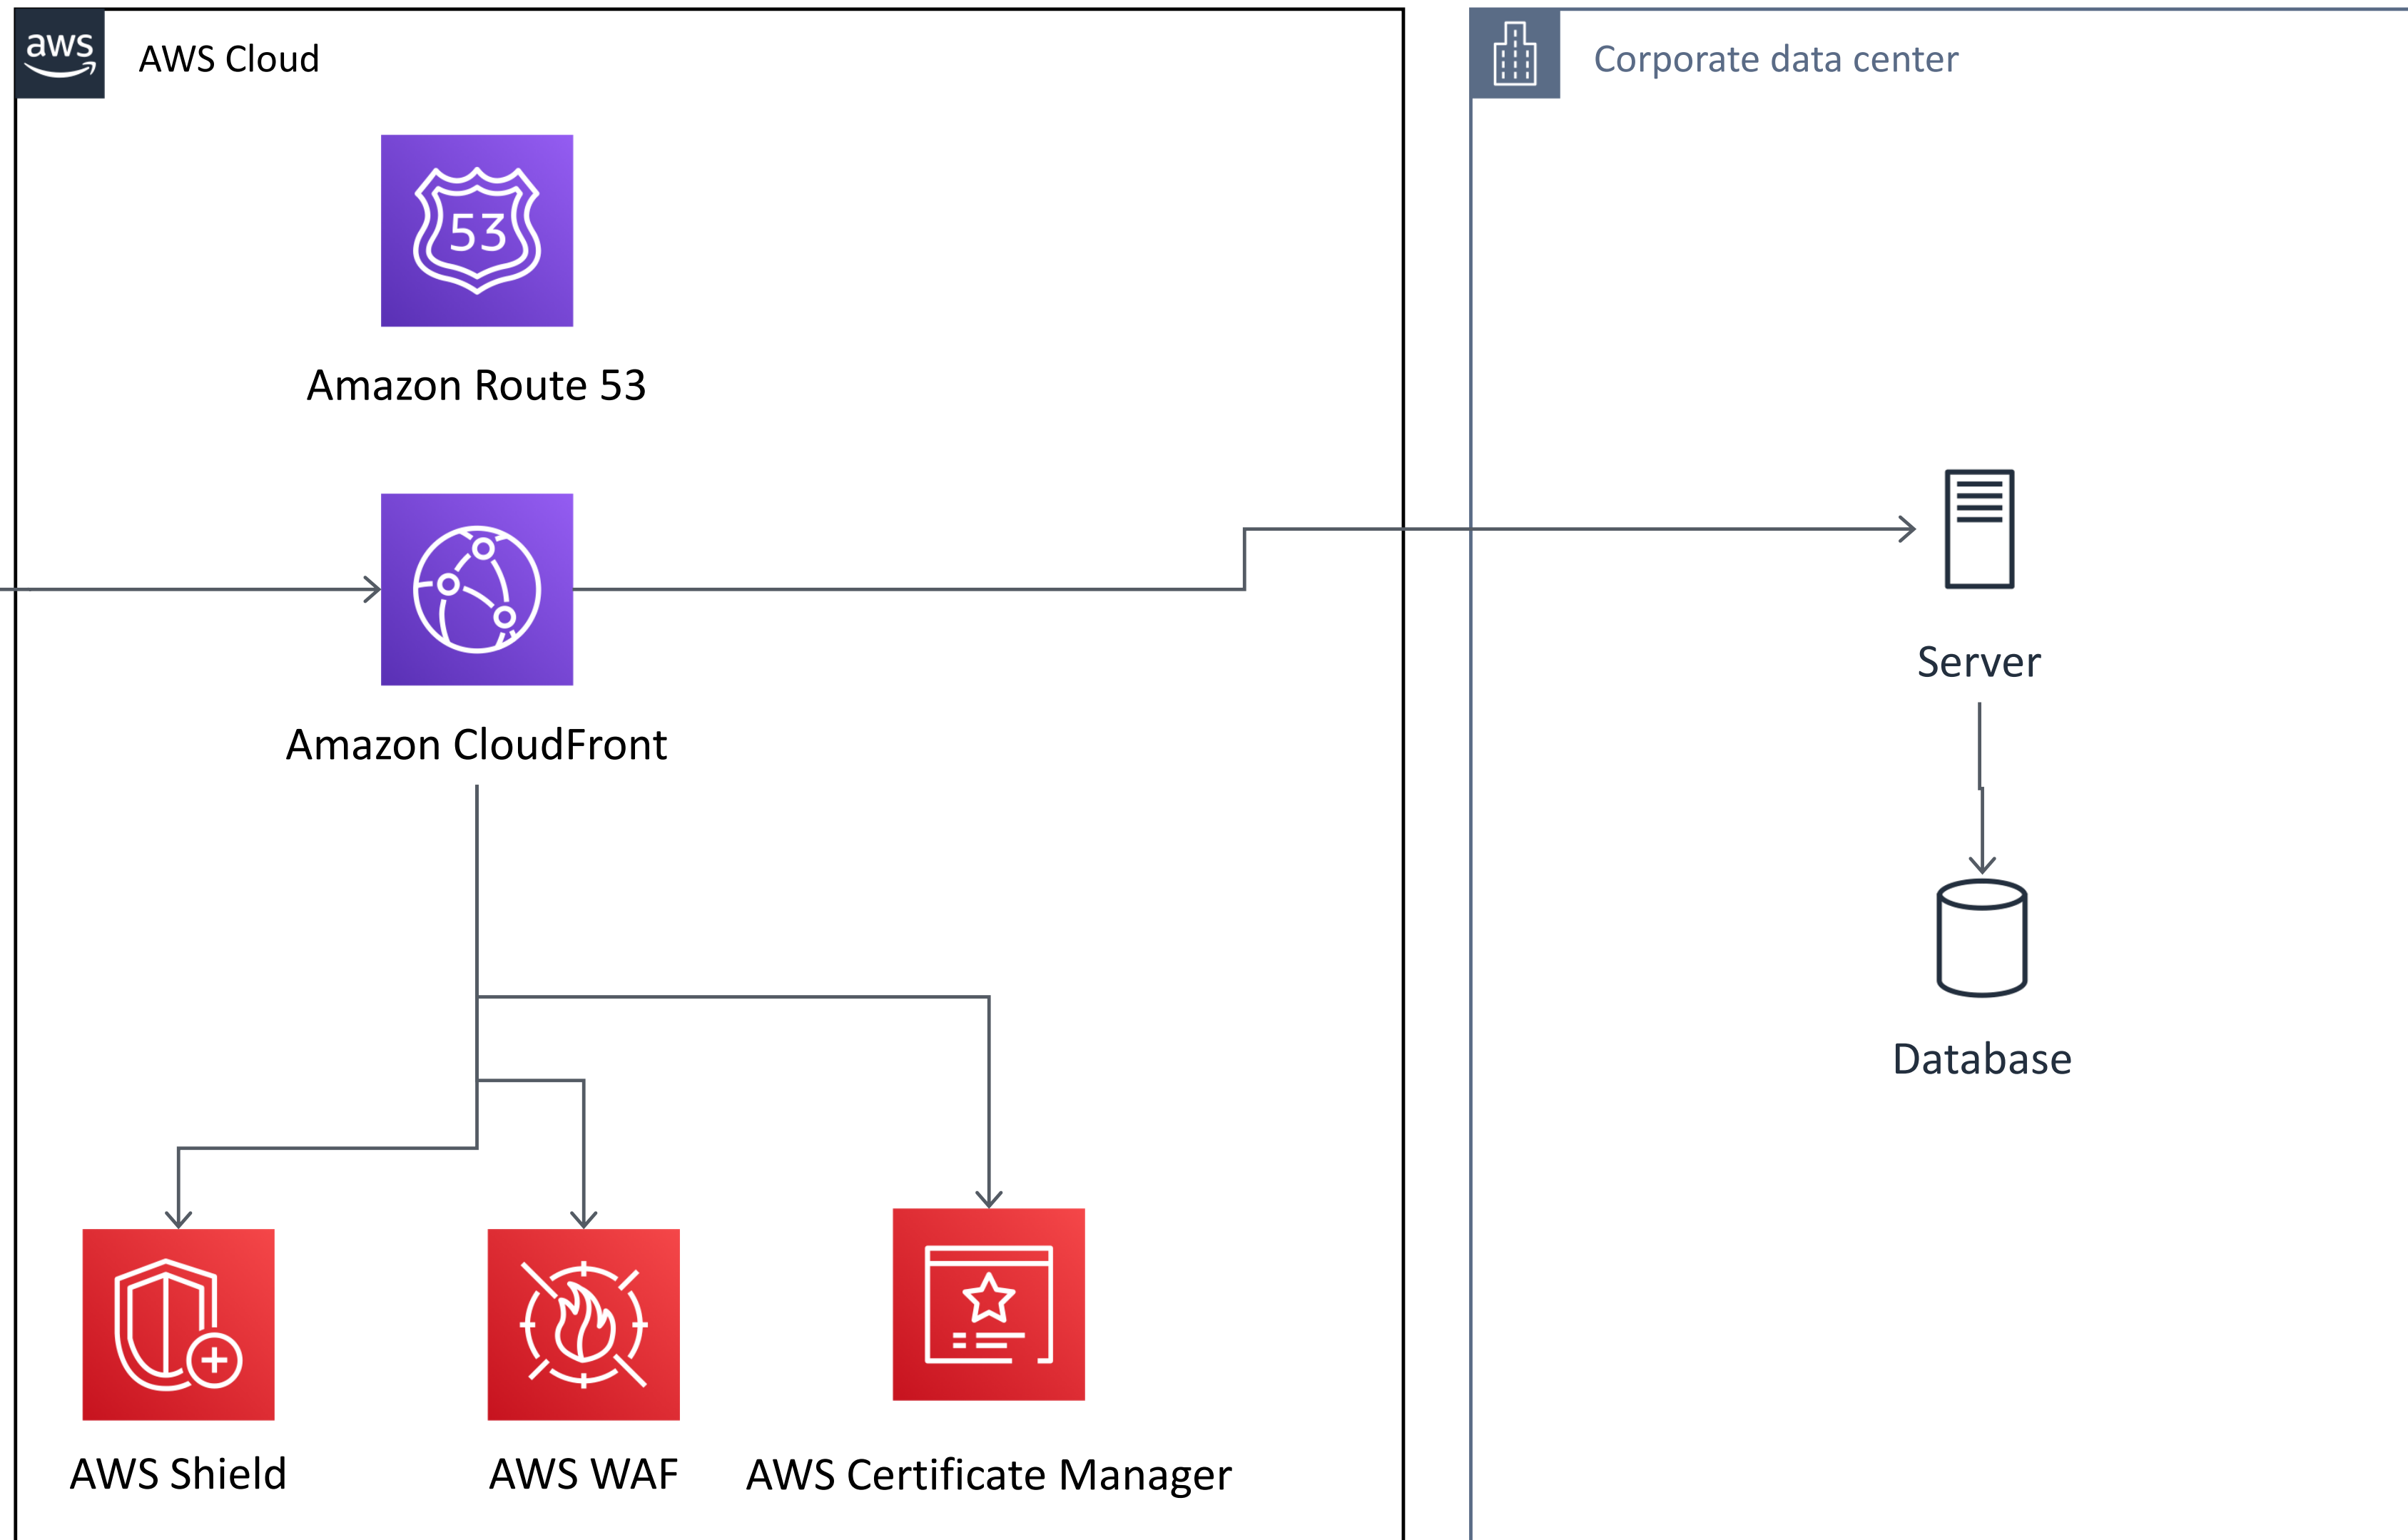 aws
AWS Cloud
Corporate data center
53
Amazon Route 53
Amazon CloudFront
Server
Database
AWS Shield
AWS WAF
AWS Certificate Manager